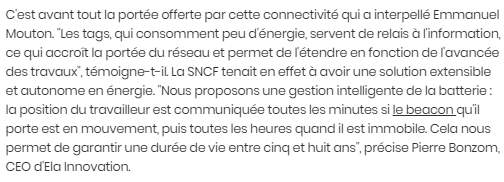 C'est avant tout la portée offerte par cette connectivité qui a interpellé Emmanuel
Mouton. "Les tags, qui consomment peu d'énergie, servent de relais à l'information,
ce qui accroît la portée du réseau et permet de l'étendre en fonction de l'avancée
des travaux", témoigne-t-il. La SNCF tenait en effet à avoir une solution extensible
et autonome en énergie. "Nous proposons une gestion intelligente de la batterie :
la position du travailleur est communiquée toutes les minutes si le beacon qu'il
porte est en mouvement, puis toutes les heures quand il est immobile. Cela nous
permet de garantir une durée de vie entre cinq et huit ans", précise Pierre Bonzom,
CEO d'Ela Innovation.